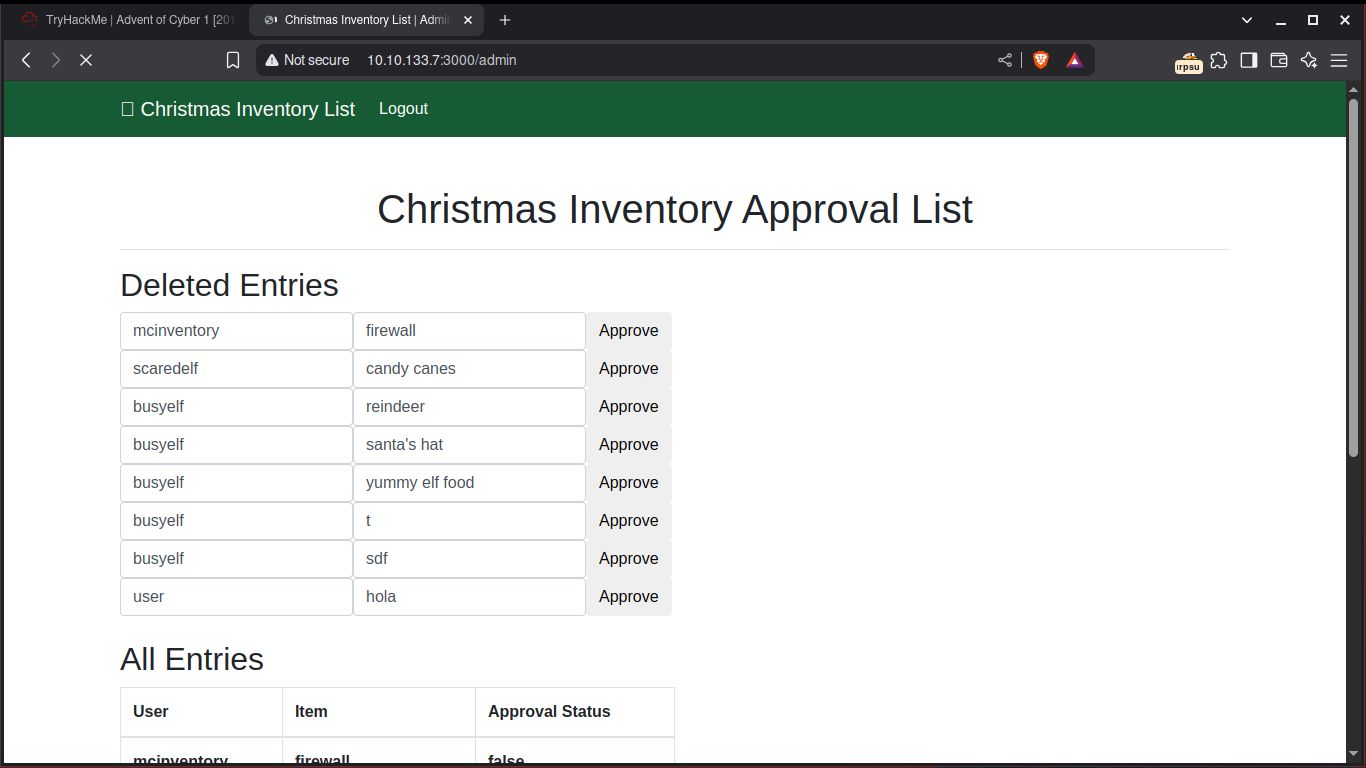 TryHackMe | Advent of Cyber 1 [201
Christmas Inventory List | Admin
Not secure 10.10.133.7:3000/admin
Christmas Inventory List Logout
Christmas Inventory Approval List
Deleted Entries
mcinventory firewall Approve
scaredelf candy canes Approve
busyelf reindeer Approve
busyelf santa's hat Approve
busyelf yummy elf food Approve
busyelf t Approve
busyelf sdf Approve
user hola Approve
All Entries
User Item Approval Status
mcinventory firewall false